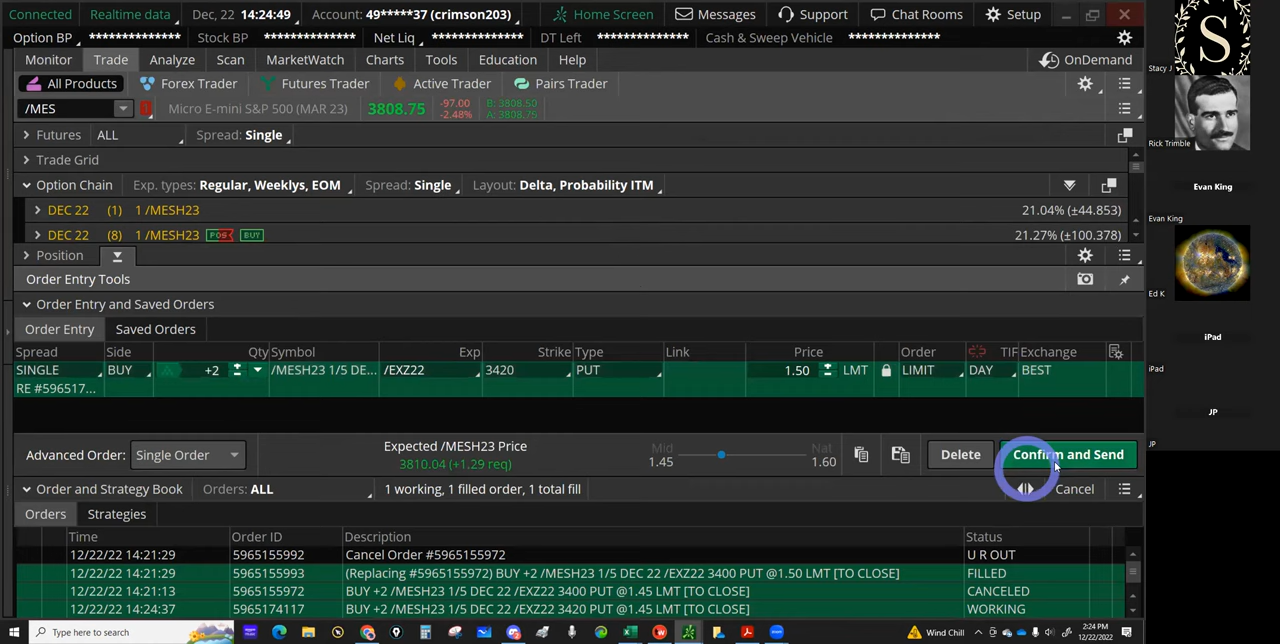 Connected Realtime data Dec, 22 14:24:49 Account: 49*****37 (crimson203) Home Screen Messages Support Chat Rooms Setup
Option BP ************** Stock BP ************** Net Liq ************** DT Left ************** Cash & Sweep Vehicle **************
Monitor Trade Analyze Scan MarketWatch Charts Tools Education Help OnDemand
All Products Forex Trader Futures Trader Active Trader Pairs Trader
/MES Micro E-mini S&P 500 (MAR 23) 3808.75 -97.00 B: 3808.50
-2.48% A: 3808.75
Futures ALL Spread: Single
Trade Grid
Option Chain Exp. types: Regular, Weeklys, EOM Spread: Single Layout: Delta, Probability ITM
DEC 22 (1) 1 /MESH23 21.04% (±44.853)
DEC 22 (8) 1 /MESH23 POS BUY 21.27% (±100.378)
Position
Order Entry Tools
Order Entry and Saved Orders
Order Entry Saved Orders
Spread Side Qty Symbol Exp Strike Type Link Price Order TIF Exchange
SINGLE BUY +2 /MESH23 1/5 DE... /EXZ22 3420 PUT 1.50 LMT LIMIT DAY BEST
RE #596517...
Advanced Order: Single Order Expected /MESH23 Price Mid Nat Delete Confirm and Send
3810.04 (+1.29 req) 1.45 1.60
Order and Strategy Book Orders: ALL 1 working, 1 filled order, 1 total fill Cancel
Orders Strategies
Time Order ID Description Status
12/22/22 14:21:29 5965155992 Cancel Order #5965155972 U R OUT
12/22/22 14:21:29 5965155993 (Replacing #5965155972) BUY +2 /MESH23 1/5 DEC 22 /EXZ22 3400 PUT @1.50 LMT [TO CLOSE] FILLED
12/22/22 14:21:13 5965155972 BUY +2 /MESH23 1/5 DEC 22 /EXZ22 3400 PUT @1.45 LMT [TO CLOSE] CANCELED
12/22/22 14:24:37 5965174117 BUY +2 /MESH23 1/5 DEC 22 /EXZ22 3420 PUT @1.45 LMT [TO CLOSE] WORKING
Type here to search Wind Chill 2:24 PM
12/22/2022
S
Stacy J
Rick Trimble
Evan King
Evan King
Ed K
iPad
iPad
JP
JP